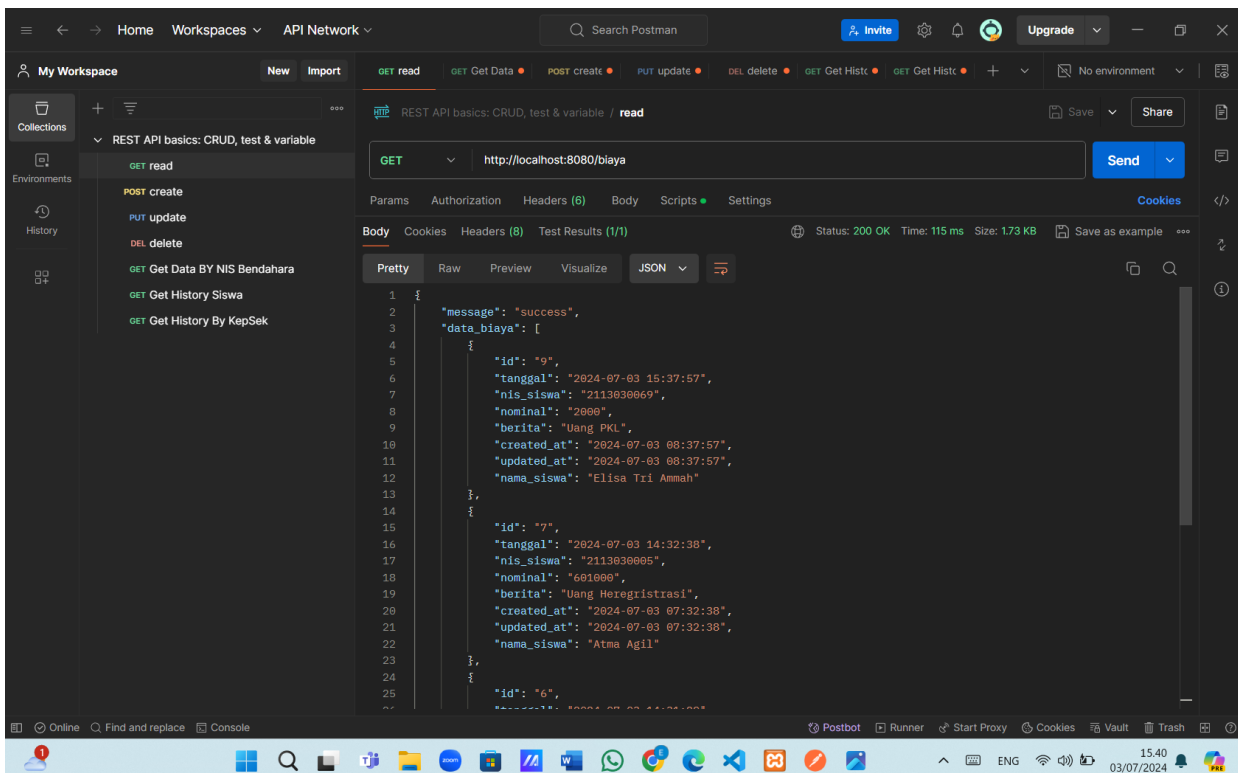 Home Workspaces API Network Search Postman Invite Upgrade
My Workspace New Import GET read GET Get Data POST create PUT update DEL delete GET Get Histo GET Get Histo No environment
Collections
REST API basics: CRUD, test & variable
GET read
POST create
PUT update
DEL delete
GET Get Data BY NIS Bendahara
GET Get History Siswa
GET Get History By KepSek
Environments
History
HTTP REST API basics: CRUD, test & variable / read Save Share
GET http://localhost:8080/biaya Send
Params Authorization Headers (6) Body Scripts Settings Cookies
Body Cookies Headers (8) Test Results (1/1) Status: 200 OK Time: 115 ms Size: 1.73 KB Save as example
Pretty Raw Preview Visualize JSON
1 {
2 "message": "success",
3 "data_biaya": [
4 {
5 "id": "9",
6 "tanggal": "2024-07-03 15:37:57",
7 "nis_siswa": "2113030069",
8 "nominal": "2000",
9 "berita": "Uang PKL",
10 "created_at": "2024-07-03 08:37:57",
11 "updated_at": "2024-07-03 08:37:57",
12 "nama_siswa": "Elisa Tri Ammah"
13 },
14 {
15 "id": "7",
16 "tanggal": "2024-07-03 14:32:38",
17 "nis_siswa": "2113030005",
18 "nominal": "601000",
19 "berita": "Uang Heregristrasi",
20 "created_at": "2024-07-03 07:32:38",
21 "updated_at": "2024-07-03 07:32:38",
22 "nama_siswa": "Atma Agil"
23 },
24 {
25 "id": "6",
Online Find and replace Console Postbot Runner Start Proxy Cookies Vault Trash
1 zoom ENG 15.40
03/07/2024 PRE